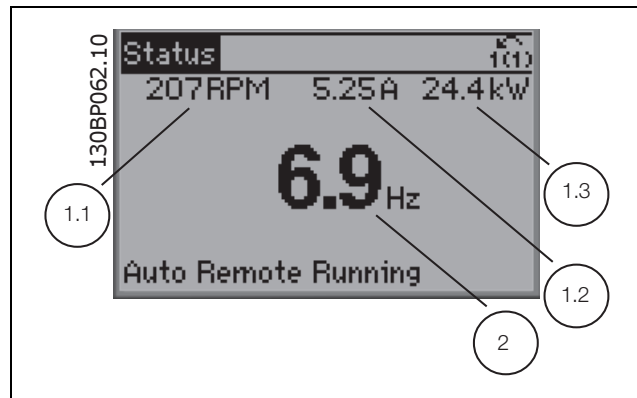 130BP062.10
Status
1(1)
207RPM 5.25A 24.4kW
6.9Hz
Auto Remote Running
1.1
1.3
1.2
2